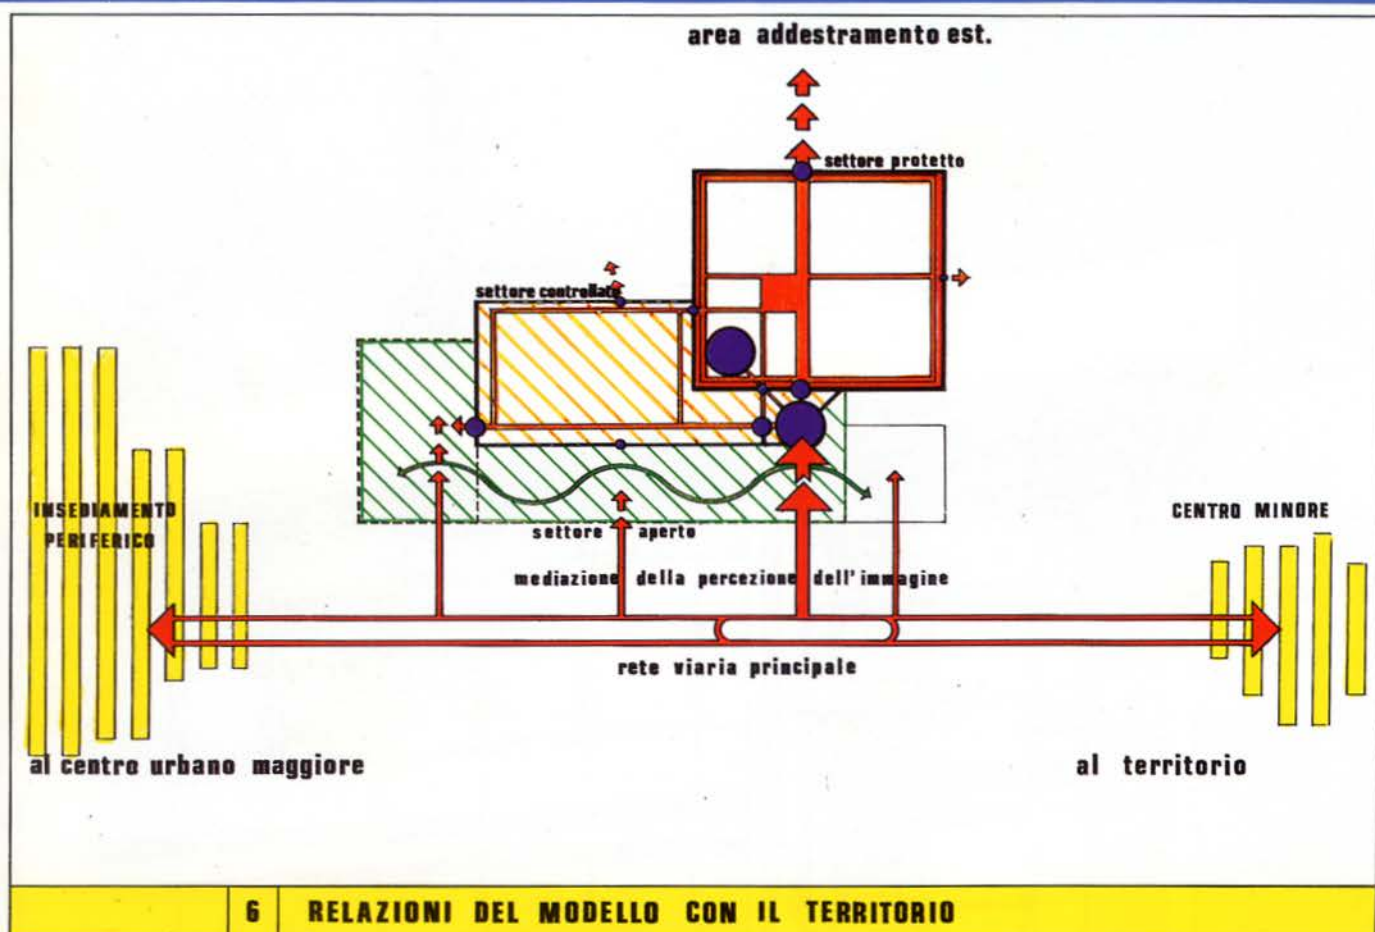 area addestramento est.
settore protetto
settore controllato
INSEDIAMENTO
PERIFERICO
CENTRO MINORE
settore aperto
mediazione della percezione dell'immagine
rete viaria principale
al centro urbano maggiore
al territorio
6 RELAZIONI DEL MODELLO CON IL TERRITORIO